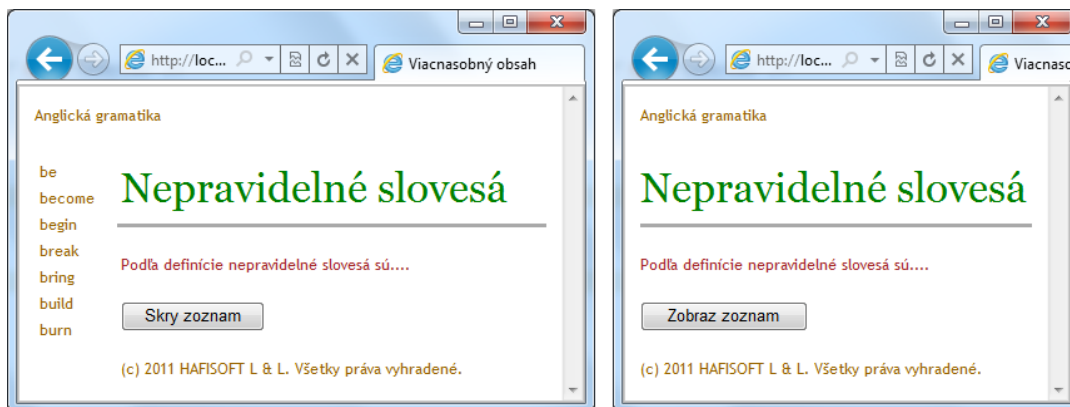 http://loc...
Viacnasobný obsah
Anglická gramatika
be
become
begin
break
bring
build
burn
Nepravidelné slovesá
Podľa definície nepravidelné slovesá sú....
Skry zoznam
(c) 2011 HAFISOFT L & L. Všetky práva vyhradené.
http://loc...
Viacnasc
Anglická gramatika
Nepravidelné slovesá
Podľa definície nepravidelné slovesá sú....
Zobraz zoznam
(c) 2011 HAFISOFT L & L. Všetky práva vyhradené.